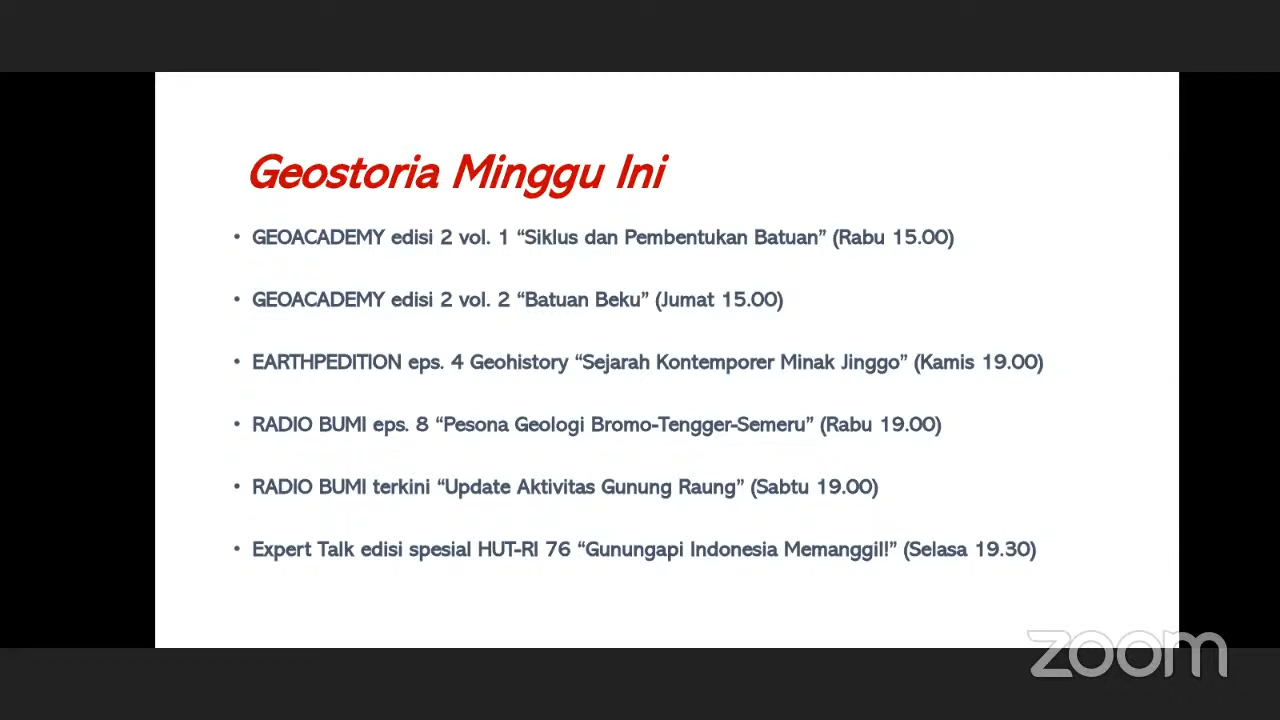 Geostoria Minggu Ini
• GEOACADEMY edisi 2 vol. 1 “Siklus dan Pembentukan Batuan” (Rabu 15.00)
• GEOACADEMY edisi 2 vol. 2 “Batuan Beku” (Jumat 15.00)
• EARTHPEDITION eps. 4 Geohistory “Sejarah Kontemporer Minak Jinggo” (Kamis 19.00)
• RADIO BUMI eps. 8 “Pesona Geologi Bromo-Tengger-Semeru” (Rabu 19.00)
• RADIO BUMI terkini “Update Aktivitas Gunung Raung” (Sabtu 19.00)
• Expert Talk edisi spesial HUT-RI 76 “Gunungapi Indonesia Memanggil!” (Selasa 19.30)
zoom